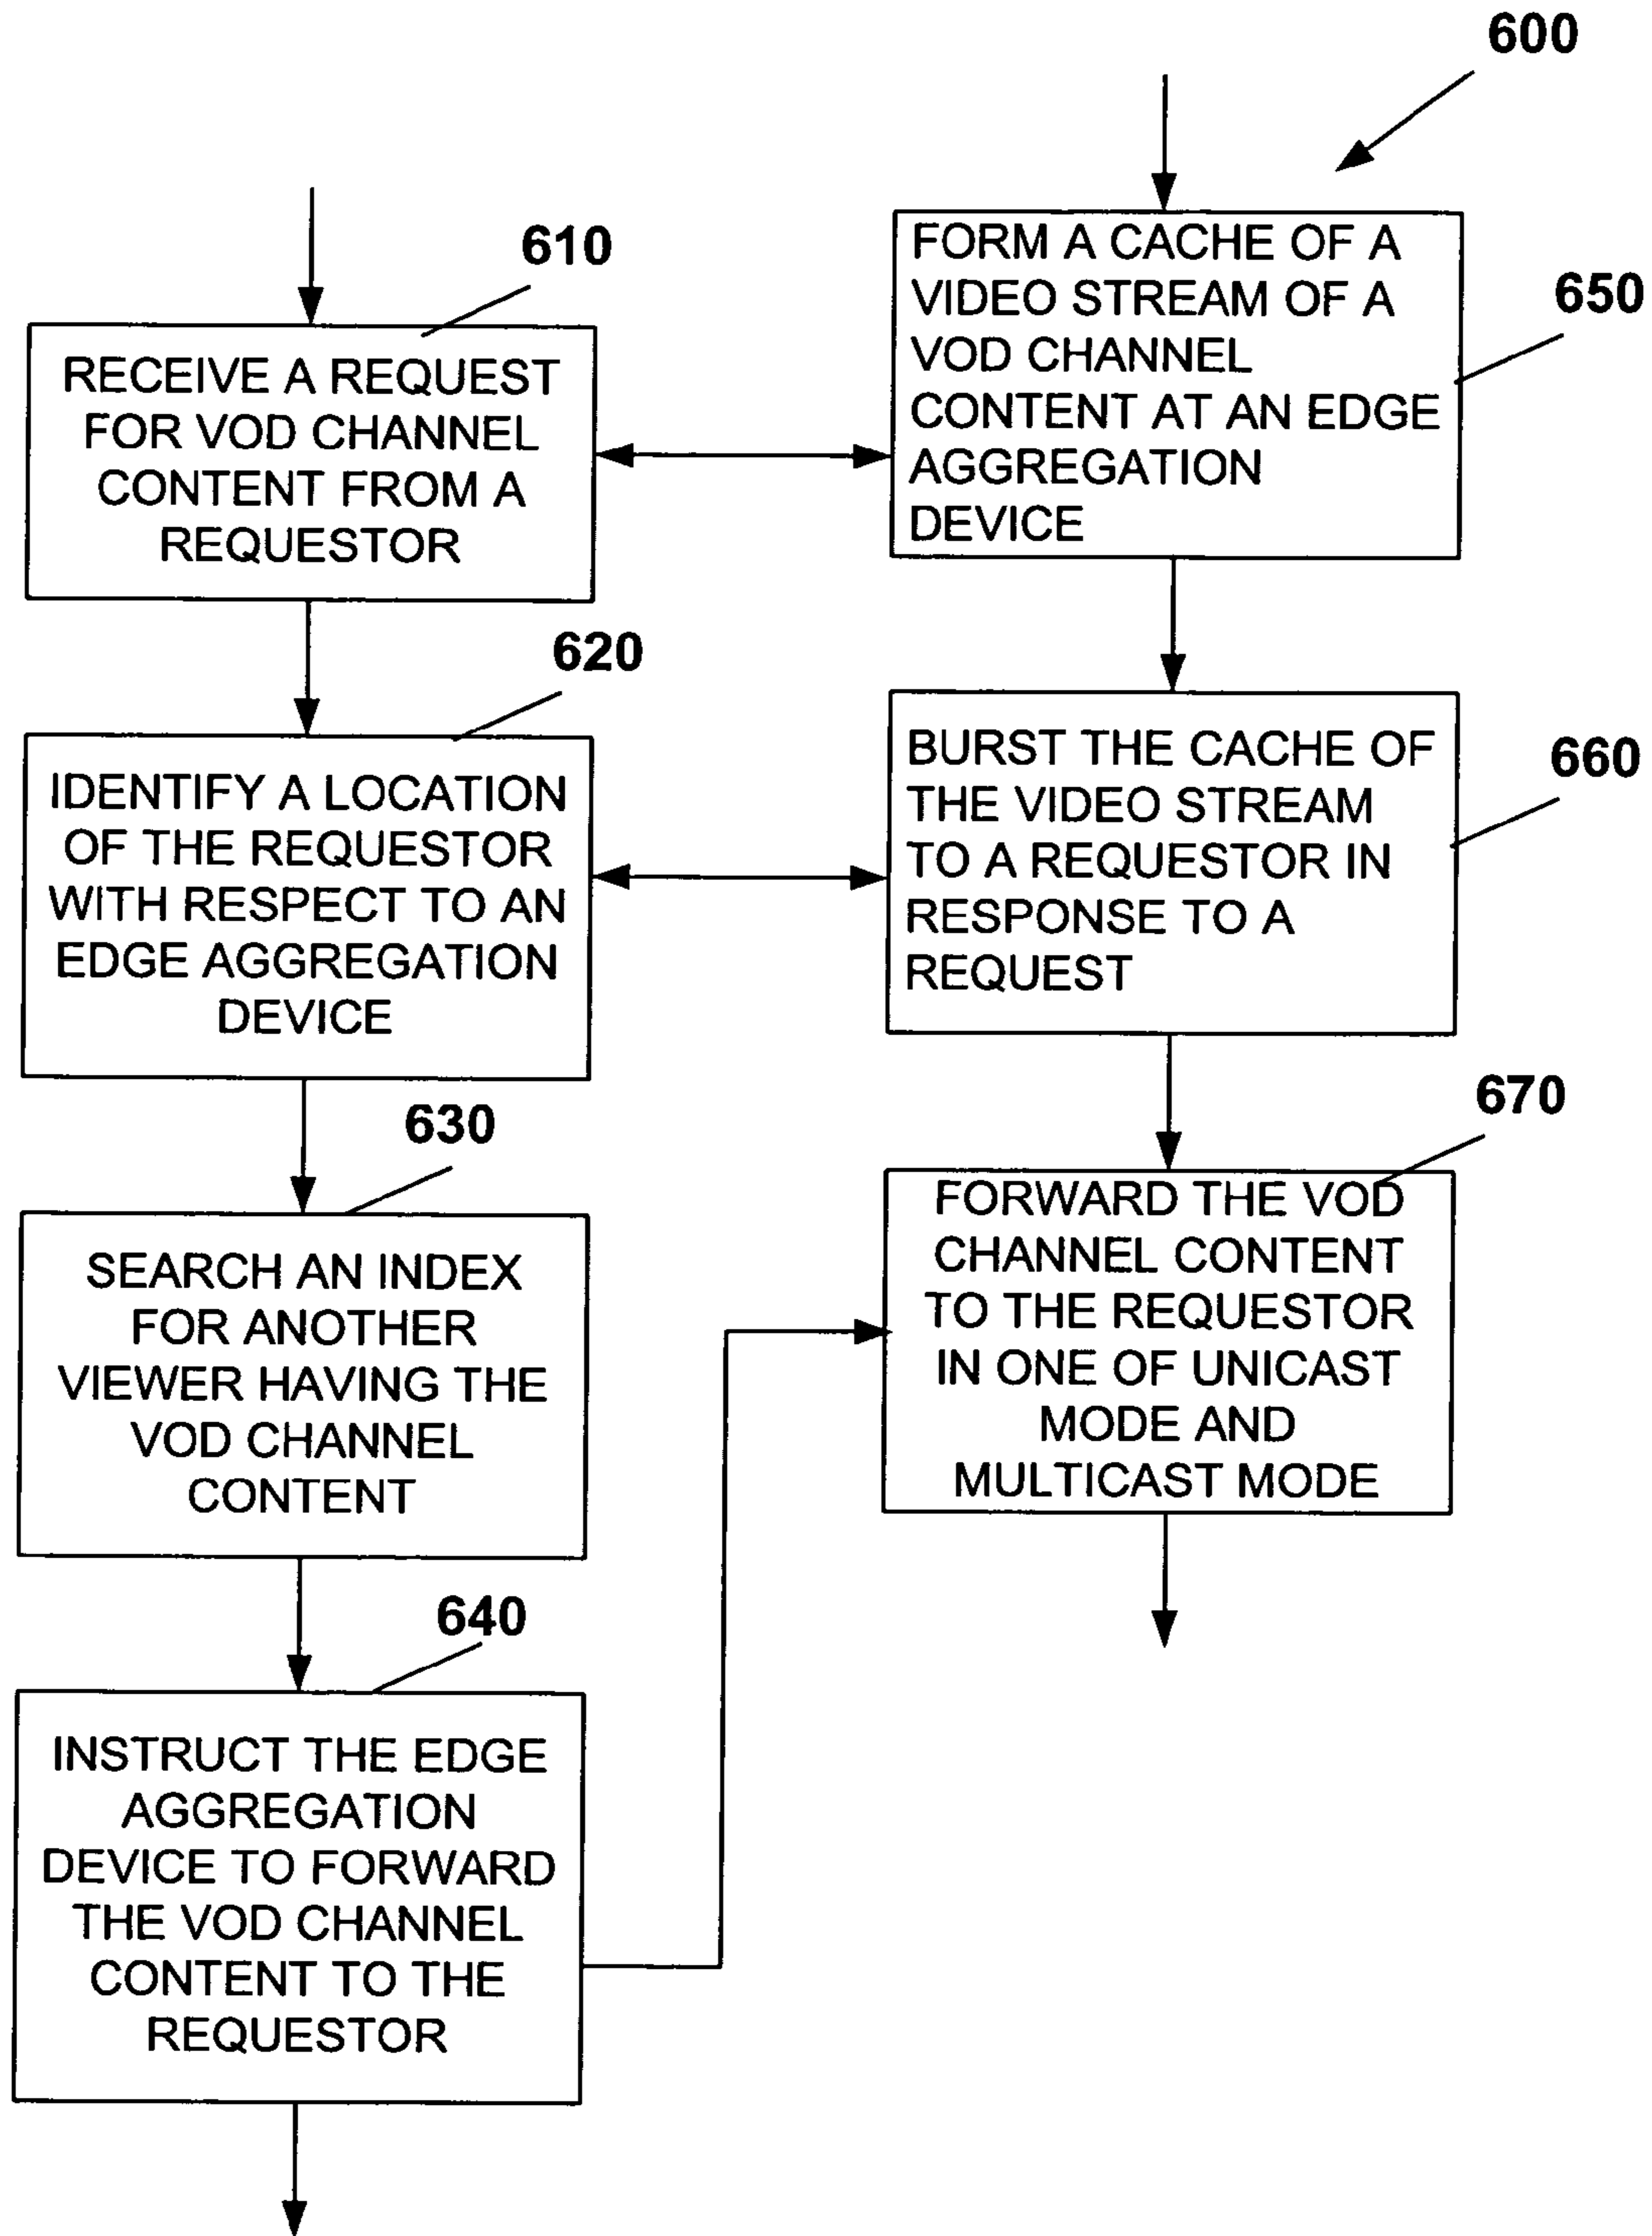 600
610
RECEIVE A REQUEST
FOR VOD CHANNEL
CONTENT FROM A
REQUESTOR
620
IDENTIFY A LOCATION
OF THE REQUESTOR
WITH RESPECT TO AN
EDGE AGGREGATION
DEVICE
630
SEARCH AN INDEX
FOR ANOTHER
VIEWER HAVING THE
VOD CHANNEL
CONTENT
640
INSTRUCT THE EDGE
AGGREGATION
DEVICE TO FORWARD
THE VOD CHANNEL
CONTENT TO THE
REQUESTOR
650
FORM A CACHE OF A
VIDEO STREAM OF A
VOD CHANNEL
CONTENT AT AN EDGE
AGGREGATION
DEVICE
660
BURST THE CACHE OF
THE VIDEO STREAM
TO A REQUESTOR IN
RESPONSE TO A
REQUEST
670
FORWARD THE VOD
CHANNEL CONTENT
TO THE REQUESTOR
IN ONE OF UNICAST
MODE AND
MULTICAST MODE